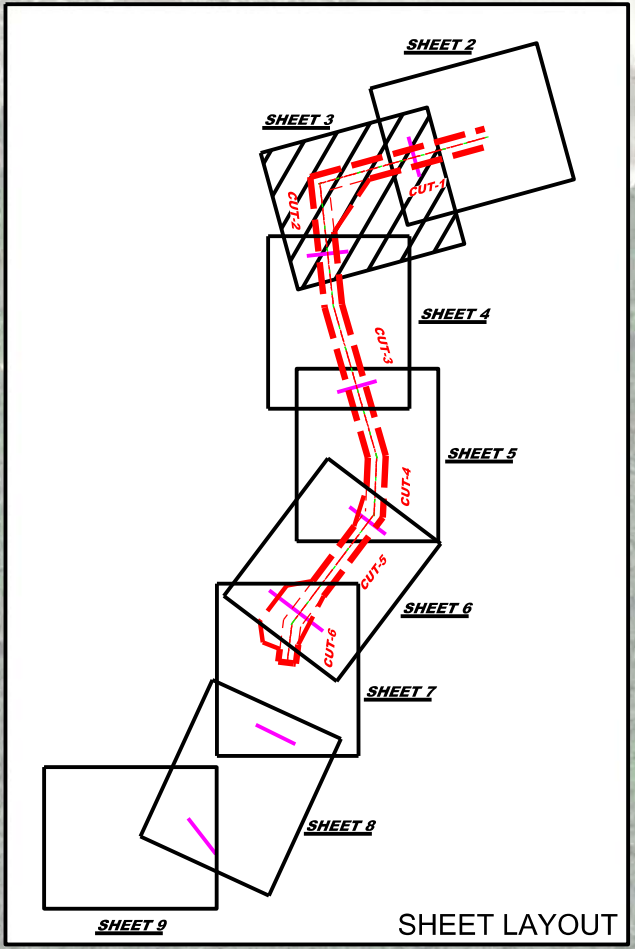 SHEET 2
SHEET 3
CUT-1
CUT-2
SHEET 4
CUT-3
SHEET 5
CUT-4
CUT-5
SHEET 6
CUT-6
SHEET 7
SHEET 8
SHEET 9
SHEET LAYOUT